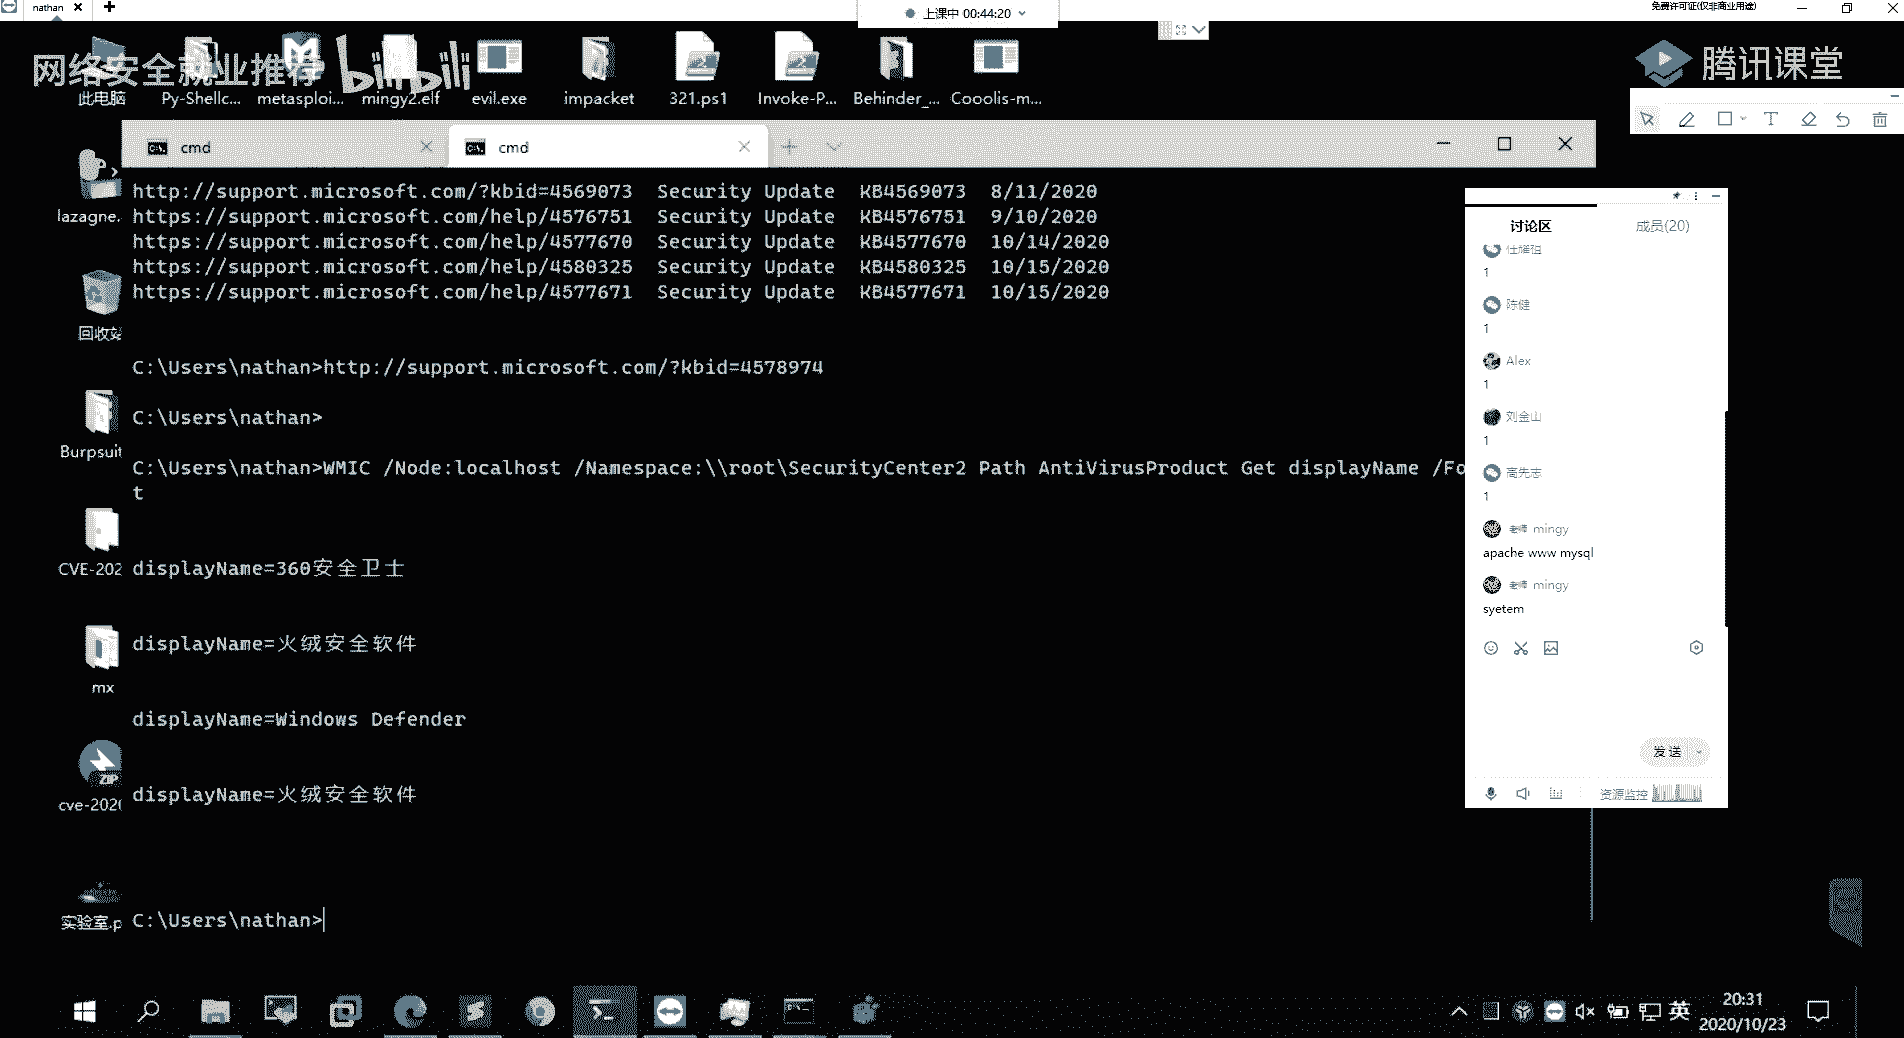 nathan
上课中 00:44:20
免费许可证(仅非商业用途)
网络安全就业推荐 bilibili
腾讯课堂
此电脑
Py-Shellc...
metasploi...
mingy2.elf
evil.exe
impacket
321.ps1
Invoke-P...
Behinder_...
Cooolis-m...
cmd
cmd
lazagne.
回收站
Burpsuit
CVE-202
mx
ZIP
cve-202
实验室.p
http://support.microsoft.com/?kbid=4569073 Security Update KB4569073 8/11/2020
https://support.microsoft.com/help/4576751 Security Update KB4576751 9/10/2020
https://support.microsoft.com/help/4577670 Security Update KB4577670 10/14/2020
https://support.microsoft.com/help/4580325 Security Update KB4580325 10/15/2020
https://support.microsoft.com/help/4577671 Security Update KB4577671 10/15/2020
C:\Users\nathan>http://support.microsoft.com/?kbid=4578974
C:\Users\nathan>
C:\Users\nathan>WMIC /Node:localhost /Namespace:\\root\SecurityCenter2 Path AntiVirusProduct Get displayName /Fo
t
displayName=360安全卫士
displayName=火绒安全软件
displayName=Windows Defender
displayName=火绒安全软件
C:\Users\nathan>
讨论区
成员(20)
1
陈健
1
Alex
1
刘金山
1
高先志
1
老师 mingy
apache www mysql
老师 mingy
syetem
发送
资源监控
英
20:31
2020/10/23